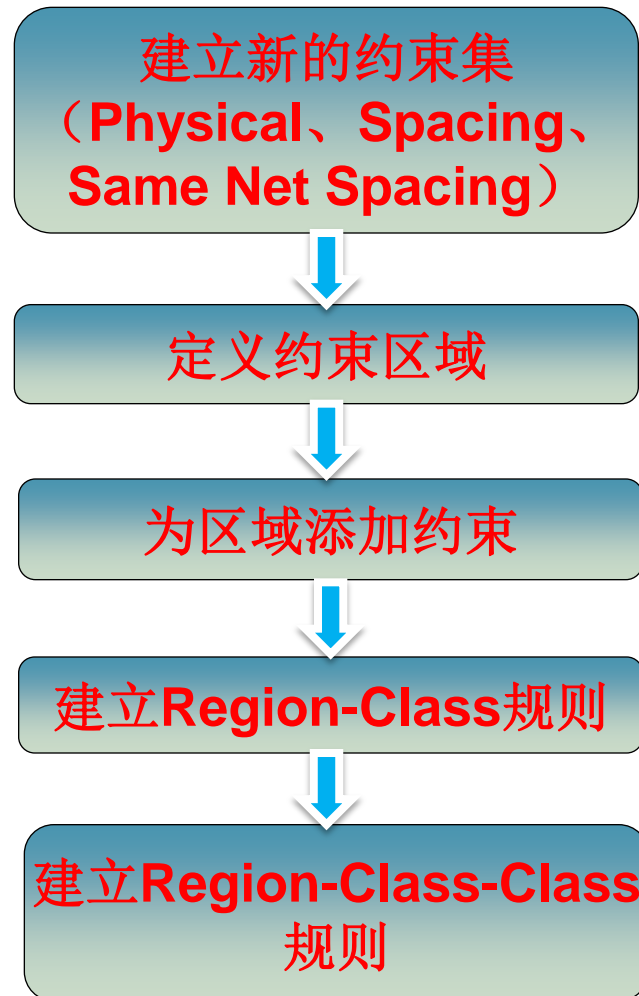 建立新的约束集
（Physical、Spacing、
Same Net Spacing）
定义约束区域
为区域添加约束
建立Region-Class规则
建立Region-Class-Class
规则